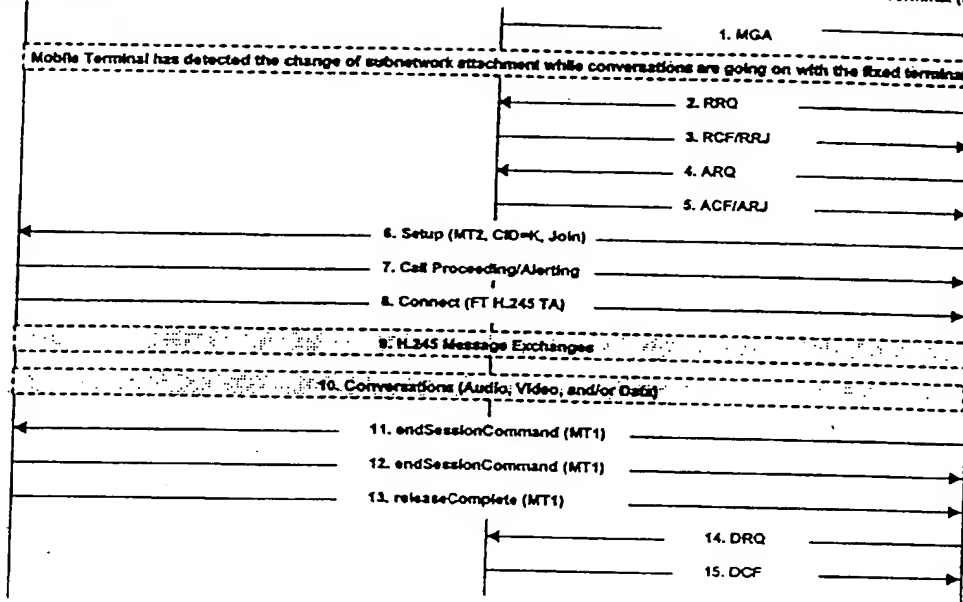 1. MGA
Mobile Terminal has detected the change of subnetwork attachment while conversations are going on with the fixed terminal
2. RRQ
3. RCF/RRJ
4. ARQ
5. ACF/ARJ
6. Setup (MT2, CID=K, Join)
7. Call Proceeding/Alerting
8. Connect (FT H.245 TA)
9. H.245 Message Exchanges
10. Conversations (Audio, Video, and/or Data)
11. endSessionCommand (MT1)
12. endSessionCommand (MT1)
13. releaseComplete (MT1)
14. DRQ
15. DCF